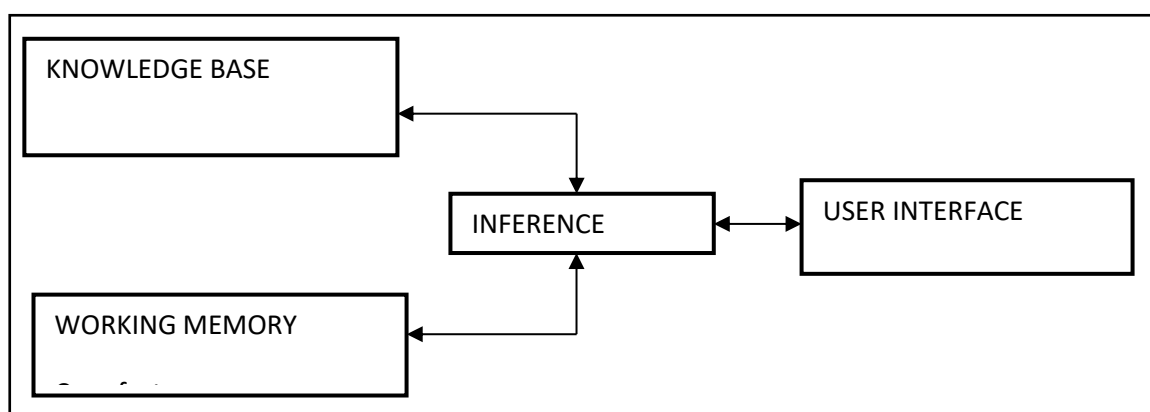 KNOWLEDGE BASE
INFERENCE
USER INTERFACE
WORKING MEMORY